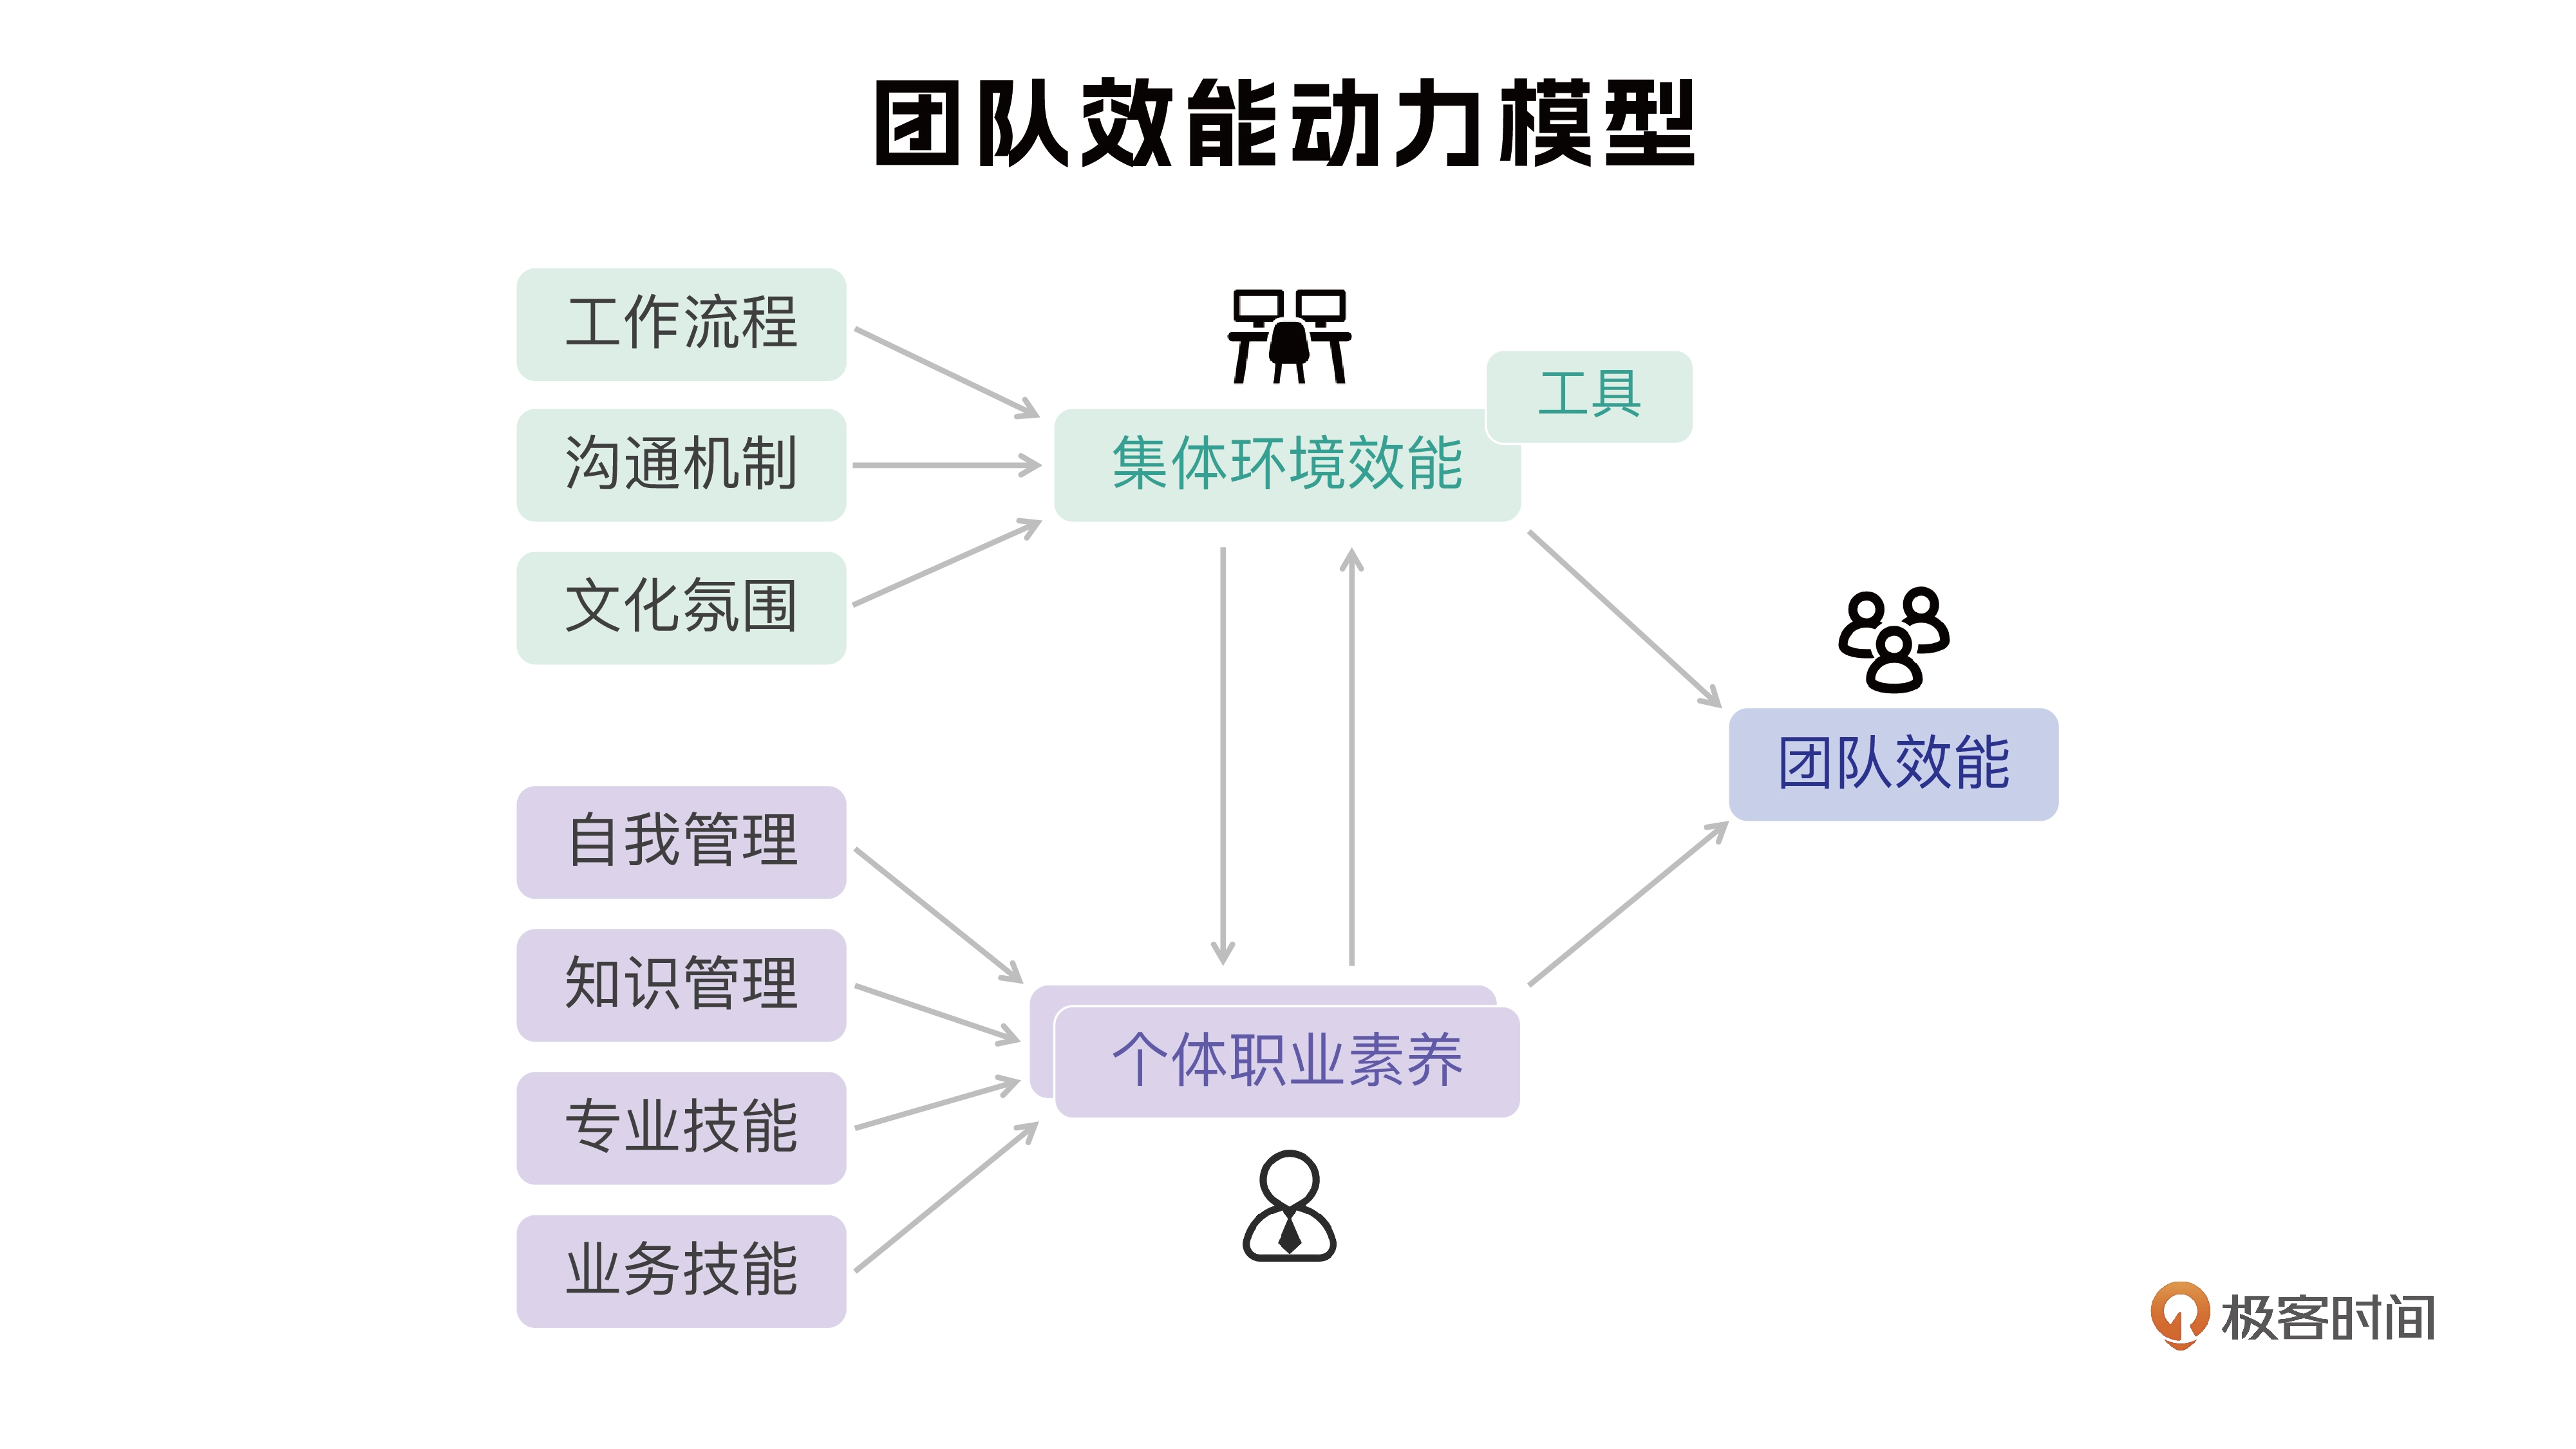 团队效能动力模型
工作流程
沟通机制
文化氛围
工具
集体环境效能
团队效能
自我管理
知识管理
专业技能
业务技能
个体职业素养
极客时间